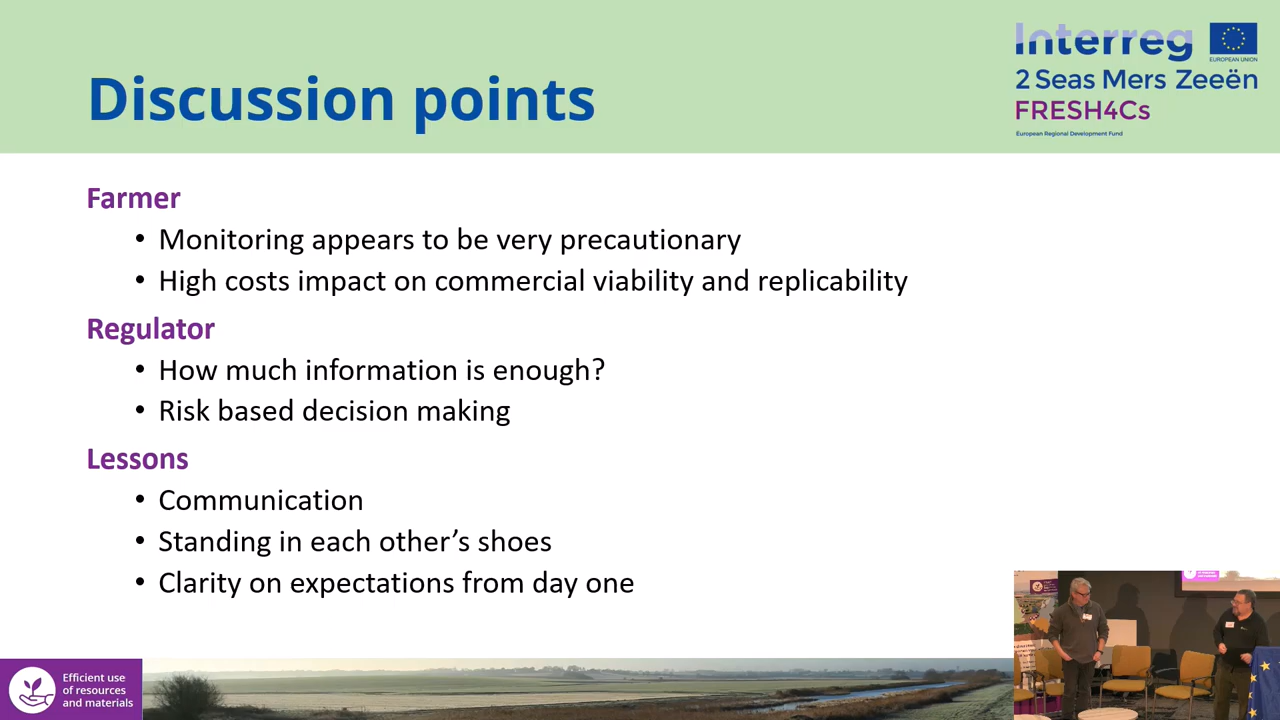 Discussion points
Interreg
EUROPEAN UNION
2 Seas Mers Zeeën
FRESH4Cs
European Regional Development Fund
Farmer
• Monitoring appears to be very precautionary
• High costs impact on commercial viability and replicability
Regulator
• How much information is enough?
• Risk based decision making
Lessons
• Communication
• Standing in each other’s shoes
• Clarity on expectations from day one
Efficient use
of resources
and materials